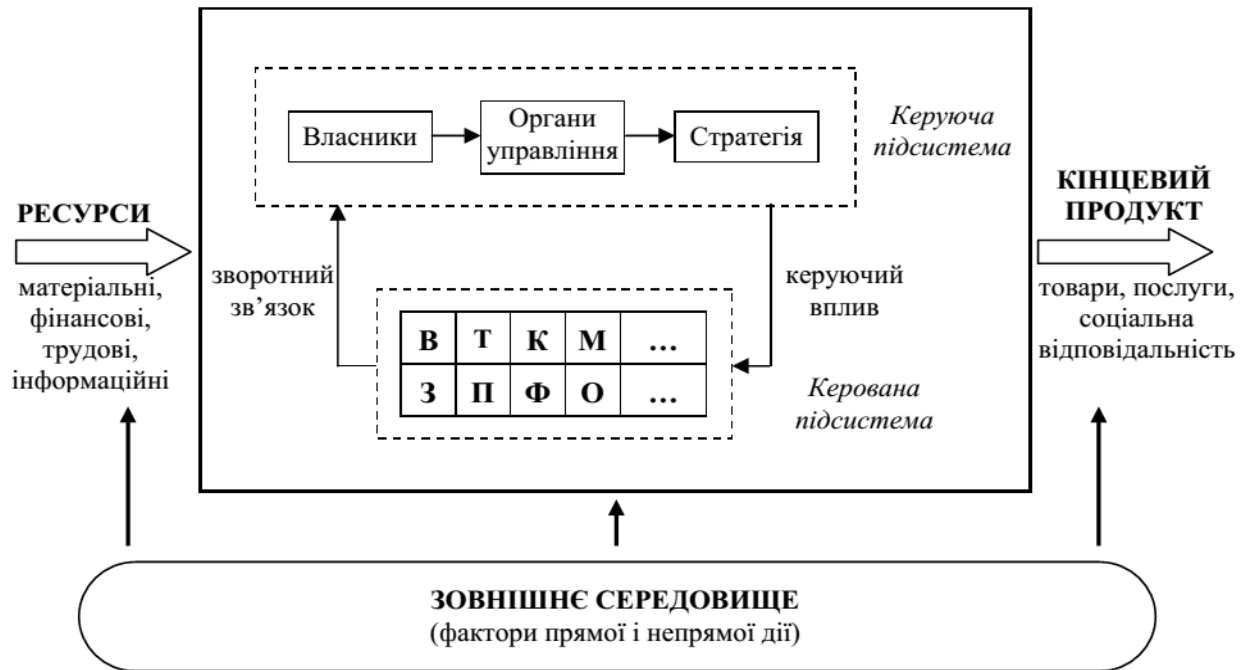 Власники
Органи
управління
Стратегія
Керуюча
підсистема
РЕСУРСИ
матеріальні,
фінансові,
трудові,
інформаційні
зворотний
зв’язок
керуючий
вплив
В Т К М ...
З П Ф О ...
Керована
підсистема
КІНЦЕВИЙ
ПРОДУКТ
товари, послуги,
соціальна
відповідальність
ЗОВНІШНЄ СЕРЕДОВИЩЕ
(фактори прямої і непрямої дії)